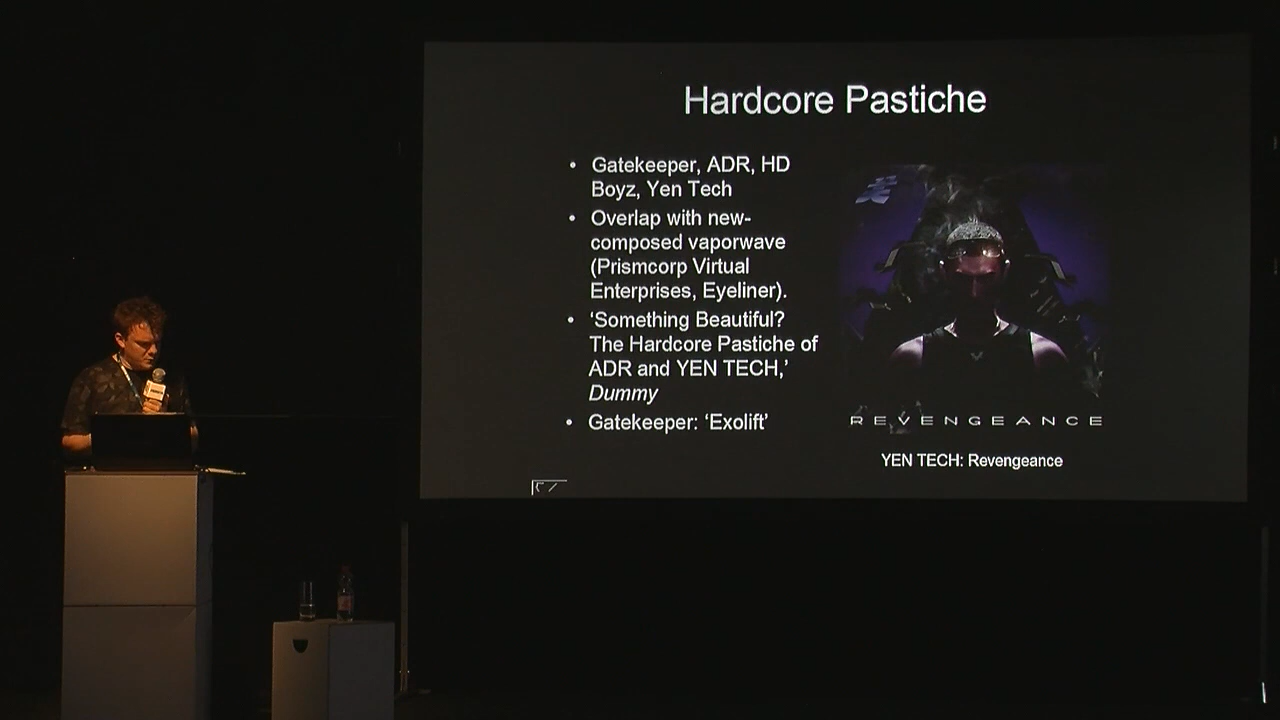 Hardcore Pastiche
• Gatekeeper, ADR, HD
Boyz, Yen Tech
• Overlap with new-
composed vaporwave
(Prismcorp Virtual
Enterprises, Eyeliner).
• ‘Something Beautiful?
The Hardcore Pastiche of
ADR and YEN TECH,’
Dummy
• Gatekeeper: ‘Exolift’
REVENGEANCE
YEN TECH: Revengeance